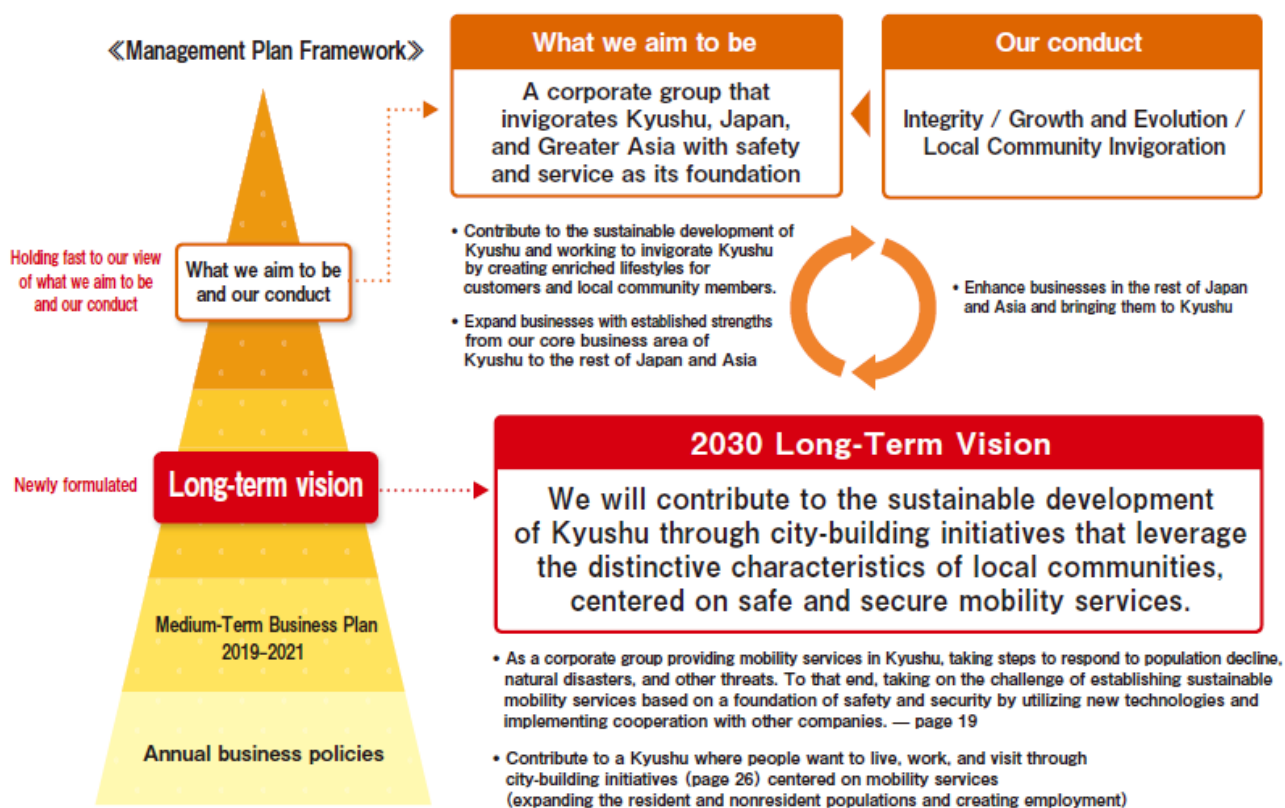 ≪Management Plan Framework≫
What we aim to be
A corporate group that
invigorates Kyushu, Japan,
and Greater Asia with safety
and service as its foundation
Our conduct
Integrity / Growth and Evolution /
Local Community Invigoration
Holding fast to our view
of what we aim to be
and our conduct
What we aim to be
and our conduct
• Contribute to the sustainable development of
Kyushu and working to invigorate Kyushu
by creating enriched lifestyles for
customers and local community members.
• Expand businesses with established strengths
from our core business area of
Kyushu to the rest of Japan and Asia
• Enhance businesses in the rest of Japan
and Asia and bringing them to Kyushu
Newly formulated
Long-term vision
2030 Long-Term Vision
We will contribute to the sustainable development
of Kyushu through city-building initiatives that leverage
the distinctive characteristics of local communities,
centered on safe and secure mobility services.
Medium-Term Business Plan
2019–2021
Annual business policies
• As a corporate group providing mobility services in Kyushu, taking steps to respond to population decline,
natural disasters, and other threats. To that end, taking on the challenge of establishing sustainable
mobility services based on a foundation of safety and security by utilizing new technologies and
implementing cooperation with other companies. — page 19
• Contribute to a Kyushu where people want to live, work, and visit through
city-building initiatives (page 26) centered on mobility services
(expanding the resident and nonresident populations and creating employment)